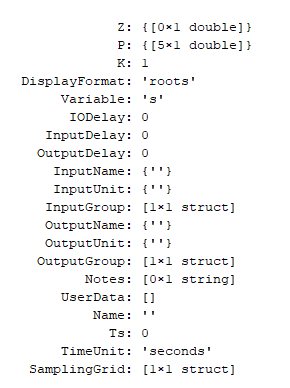 Z: {[0×1 double]}
P: {[5×1 double]}
K: 1
DisplayFormat: 'roots'
Variable: 's'
IODelay: 0
InputDelay: 0
OutputDelay: 0
InputName: {''}
InputUnit: {''}
InputGroup: [1×1 struct]
OutputName: {''}
OutputUnit: {''}
OutputGroup: [1×1 struct]
Notes: [0×1 string]
UserData: []
Name: ''
Ts: 0
TimeUnit: 'seconds'
SamplingGrid: [1×1 struct]